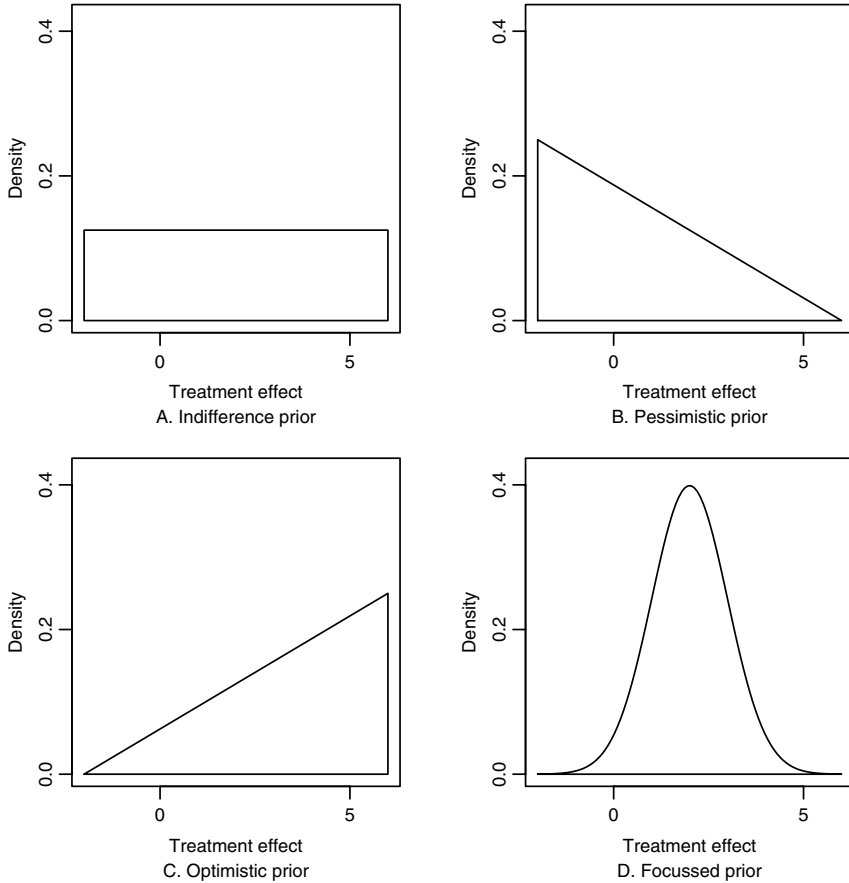 0.4
0.2
0.0
Density
0 5
Treatment effect
A. Indifference prior
0.4
0.2
0.0
Density
0 5
Treatment effect
B. Pessimistic prior
0.4
0.2
0.0
Density
0 5
Treatment effect
C. Optimistic prior
0.4
0.2
0.0
Density
0 5
Treatment effect
D. Focussed prior